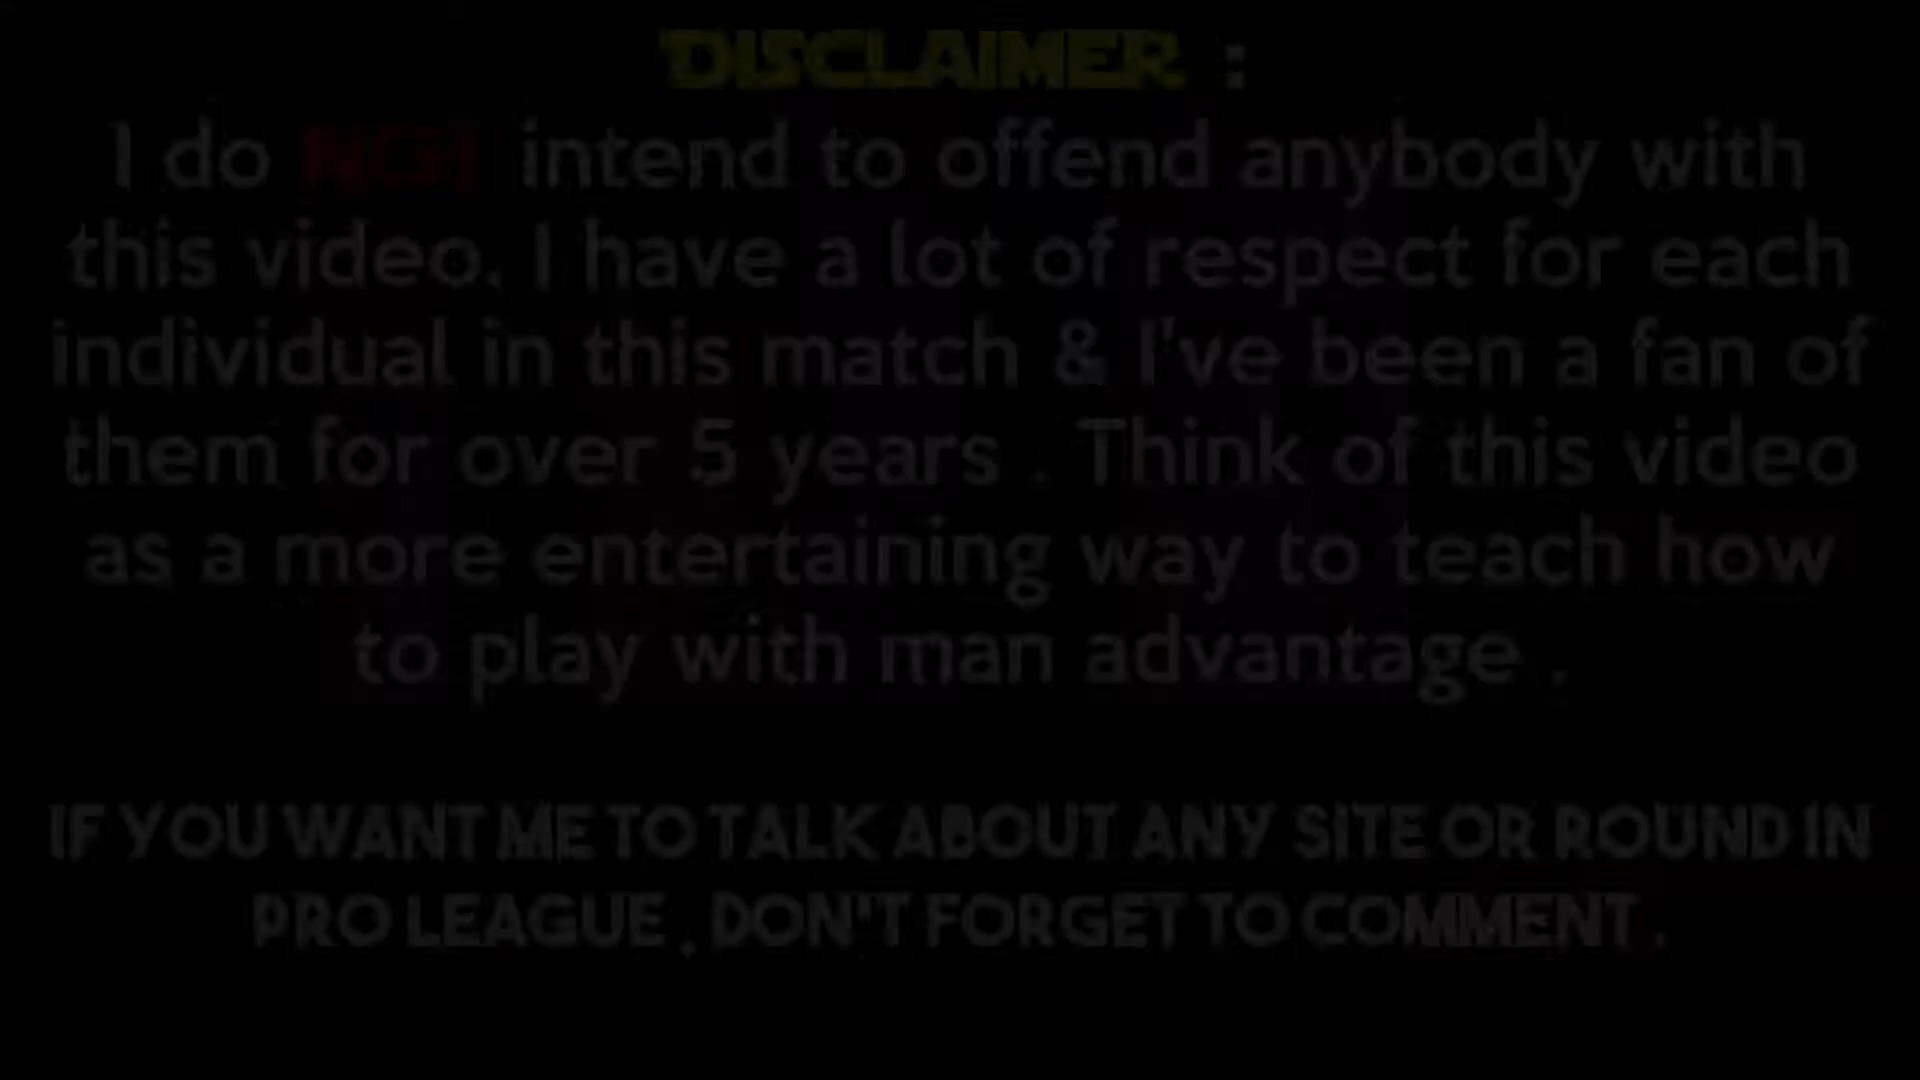 DISCLAIMER :
I do NOT intend to offend anybody with
this video. I have a lot of respect for each
individual in this match & I've been a fan of
them for over 5 years . Think of this video
as a more entertaining way to teach how
to play with man advantage .
IF YOU WANT ME TO TALK ABOUT ANY SITE OR ROUND IN
PRO LEAGUE , DON'T FORGET TO COMMENT .